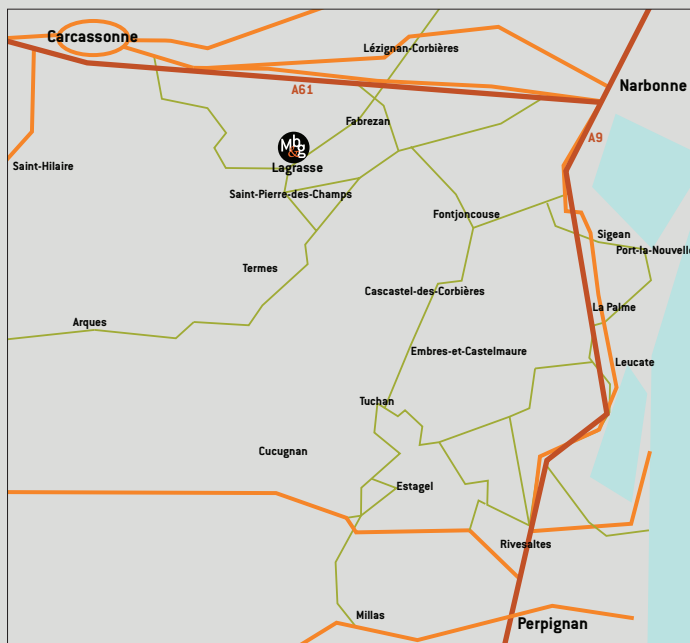 Carcassonne
Lézignan-Corbières
A61
Narbonne
Fabrezan
A9
Mb
&g
Lagrasse
Saint-Hilaire
Saint-Pierre-des-Champs
Fontjoncouse
Sigean
Port-la-Nouvelle
Termes
Cascastel-des-Corbières
La Palme
Arques
Embres-et-Castelmaure
Leucate
Tuchan
Cucugnan
Estagel
Rivesaltes
Millas
Perpignan